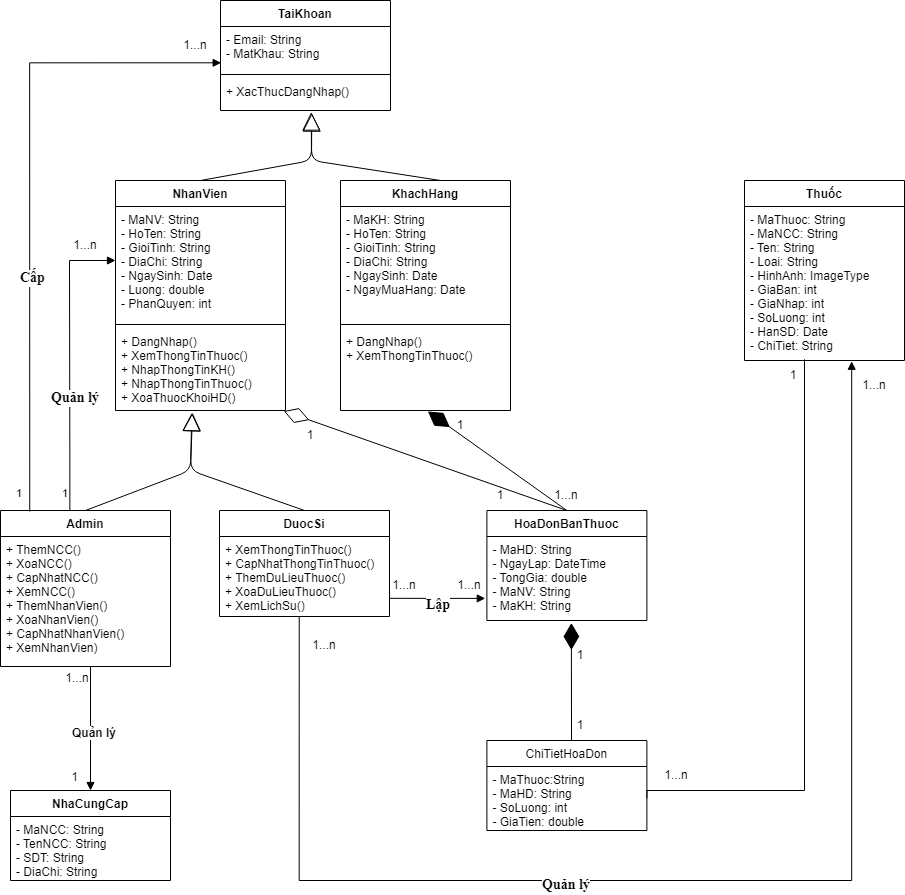 TaiKhoan
- Email: String
- MatKhau: String
+ XacThucDangNhap()
1...n
Cấp
1
NhanVien
- MaNV: String
- HoTen: String
- GioiTinh: String
- DiaChi: String
- NgaySinh: Date
- Luong: double
- PhanQuyen: int
+ DangNhap()
+ XemThongTinThuoc()
+ NhapThongTinKH()
+ NhapThongTinThuoc()
+ XoaThuocKhoiHD()
KhachHang
- MaKH: String
- HoTen: String
- GioiTinh: String
- DiaChi: String
- NgaySinh: Date
- NgayMuaHang: Date
+ DangNhap()
+ XemThongTinThuoc()
Thuốc
- MaThuoc: String
- MaNCC: String
- Ten: String
- Loai: String
- HinhAnh: ImageType
- GiaBan: int
- GiaNhap: int
- SoLuong: int
- HanSD: Date
- ChiTiet: String
1...n
Quản lý
1
1
1
1
1...n
1
1...n
Admin
+ ThemNCC()
+ XoaNCC()
+ CapNhatNCC()
+ XemNCC()
+ ThemNhanVien()
+ XoaNhanVien()
+ CapNhatNhanVien()
+ XemNhanVien)
DuocSi
+ XemThongTinThuoc()
+ CapNhatThongTinThuoc()
+ ThemDuLieuThuoc()
+ XoaDuLieuThuoc()
+ XemLichSu()
1...n
Lập
1...n
HoaDonBanThuoc
- MaHD: String
- NgayLap: DateTime
- TongGia: double
- MaNV: String
- MaKH: String
1...n
Quản lý
1
1...n
1
1
NhaCungCap
- MaNCC: String
- TenNCC: String
- SDT: String
- DiaChi: String
ChiTietHoaDon
- MaThuoc:String
- MaHD: String
- SoLuong: int
- GiaTien: double
1...n
Quản lý